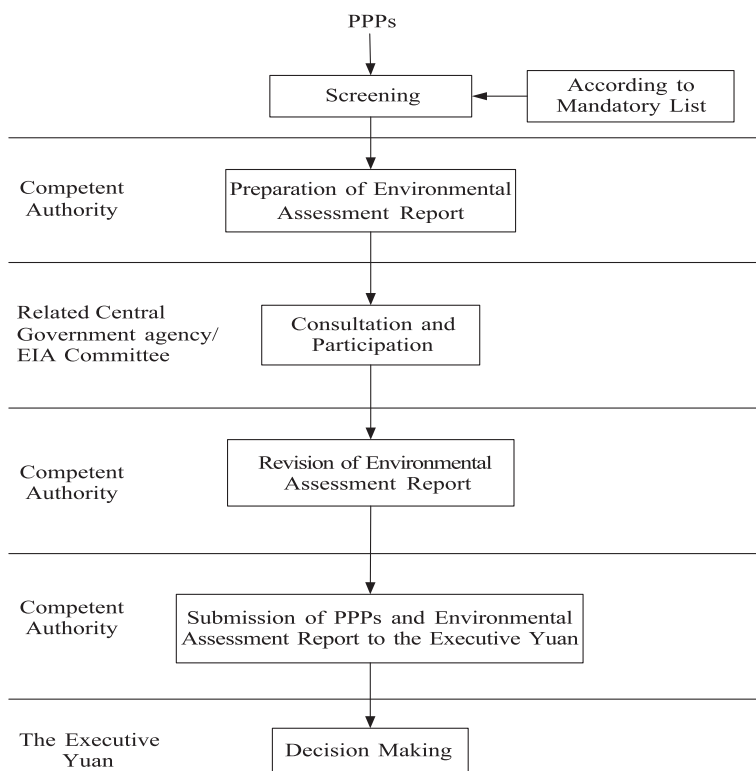 PPPs
Screening
According to
Mandatory List
Competent
Authority
Preparation of Environmental
Assessment Report
Related Central
Government agency/
EIA Committee
Consultation and
Participation
Competent
Authority
Revision of Environmental
Assessment Report
Competent
Authority
Submission of PPPs and Environmental
Assessment Report to the Executive Yuan
The Executive
Yuan
Decision Making